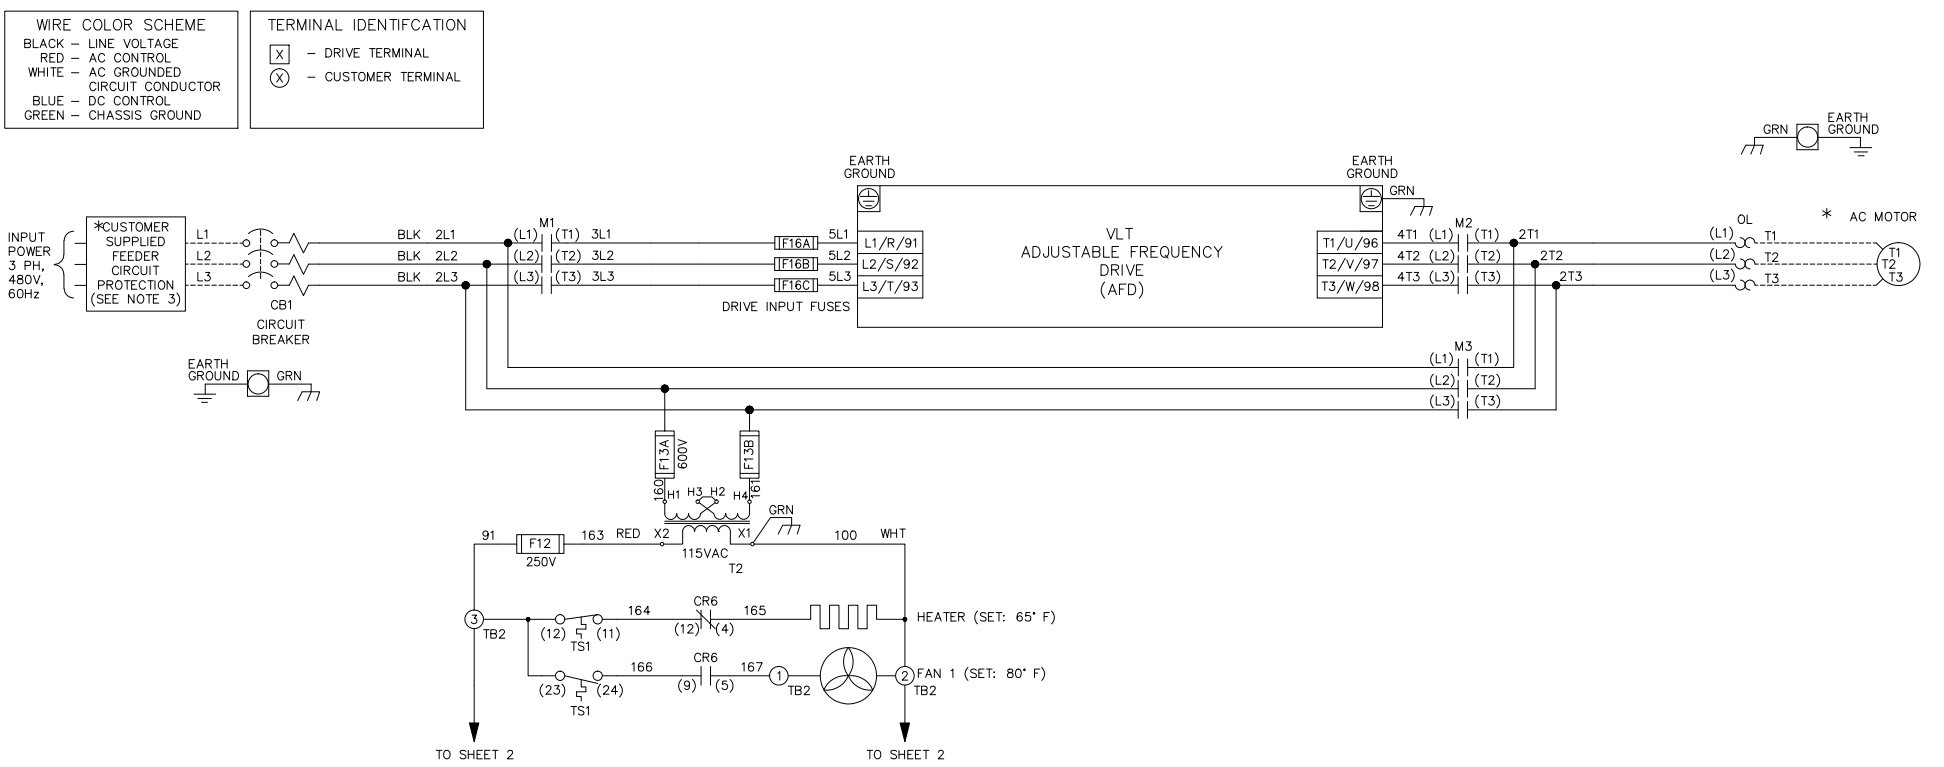 WIRE COLOR SCHEME
BLACK – LINE VOLTAGE
RED – AC CONTROL
WHITE – AC GROUNDED
CIRCUIT CONDUCTOR
BLUE – DC CONTROL
GREEN – CHASSIS GROUND
TERMINAL IDENTIFCATION
X – DRIVE TERMINAL
X – CUSTOMER TERMINAL
GRN
EARTH
GROUND
EARTH
GROUND
EARTH
GROUND
GRN
INPUT
POWER
3 PH,
480V,
60Hz
*CUSTOMER
SUPPLIED
FEEDER
CIRCUIT
PROTECTION
(SEE NOTE 3)
L1
L2
L3
CB1
CIRCUIT
BREAKER
BLK 2L1
BLK 2L2
BLK 2L3
M1
(L1) (T1) 3L1
(L2) (T2) 3L2
(L3) (T3) 3L3
F16A 5L1
F16B 5L2
F16C 5L3
DRIVE INPUT FUSES
L1/R/91
L2/S/92
L3/T/93
VLT
ADJUSTABLE FREQUENCY
DRIVE
(AFD)
T1/U/96
T2/V/97
T3/W/98
M2
4T1 (L1) (T1) 2T1
4T2 (L2) (T2) 2T2
4T3 (L3) (T3) 2T3
OL
(L1) T1
(L2) T2
(L3) T3
* AC MOTOR
T1
T2
T3
M3
(L1) (T1)
(L2) (T2)
(L3) (T3)
EARTH
GROUND
GRN
F13A
600V
F13B
160
161
H1 H3 H2 H4
GRN
91 F12 163 RED X2 X1 100 WHT
250V
115VAC
T2
3
TB2
(12) (11)
TS1
164
CR6
(12) (4)
165
HEATER (SET: 65° F)
(23) (24)
TS1
166
CR6
(9) (5)
167
1
TB2
2
TB2
FAN 1 (SET: 80° F)
TO SHEET 2
TO SHEET 2